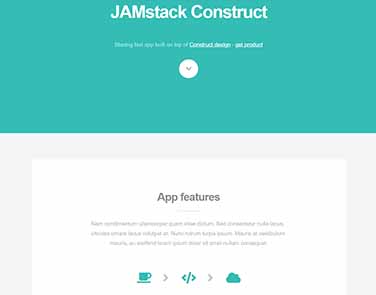 JAMstack Construct
Starting fast app built on top of Construct design - get product
App features
Nam condimentum ullamcorper quam vitae dictum. Sed consectetur nulla lacus,
ultricies ornare lacus volutpat at. Nunc rutrum turpis ipsum. Mauris at vestibulum
mauris, eu eleifend lorem ipsum dolor sit amet nullam consequat.